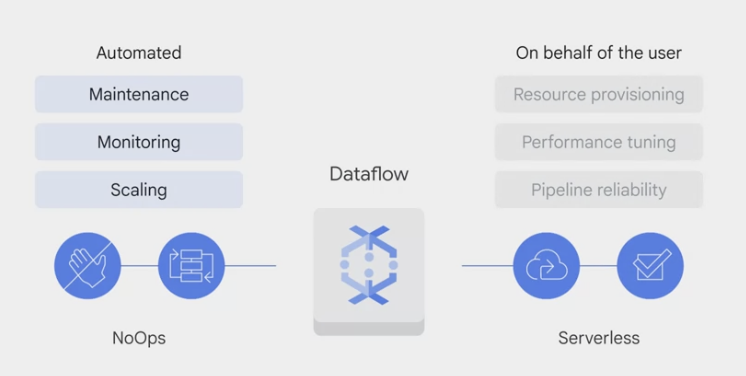 Automated
Maintenance
Monitoring
Scaling
NoOps
Dataflow
On behalf of the user
Resource provisioning
Performance tuning
Pipeline reliability
Serverless